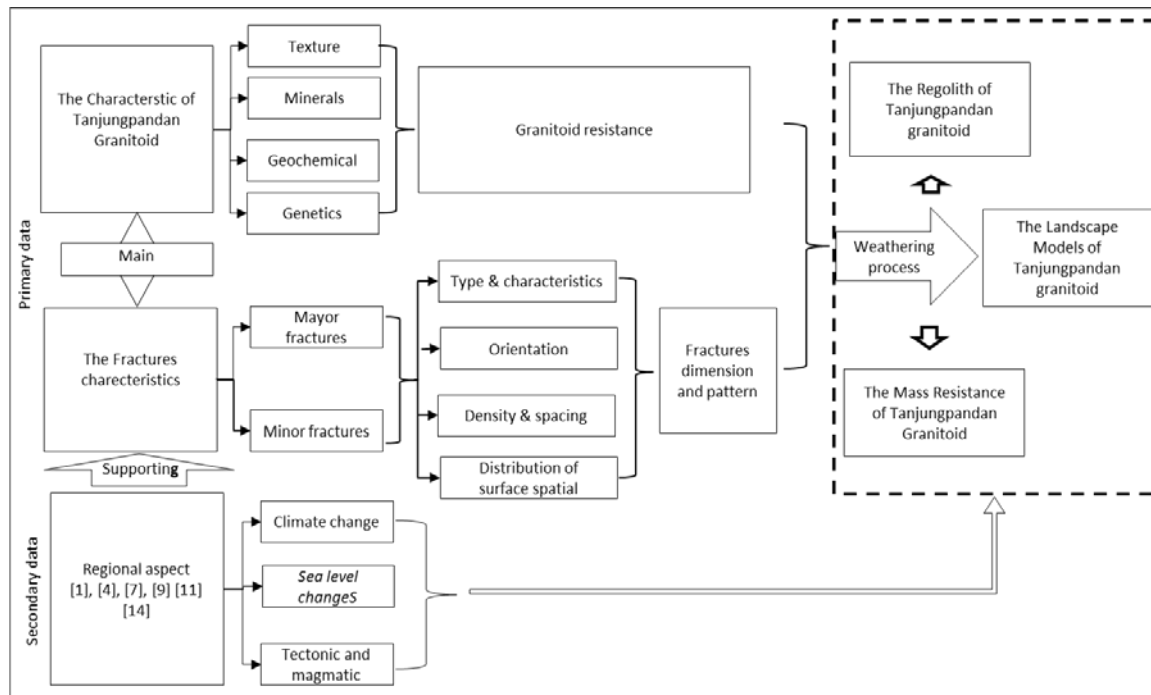 Primary data
The Characterstic of
Tanjungpandan
Granitoid
Texture
Minerals
Geochemical
Genetics
Granitoid resistance
Main
The Fractures
charecteristics
Mayor
fractures
Minor fractures
Type & characteristics
Orientation
Density & spacing
Distribution of
surface spatial
Fractures
dimension
and pattern
Supporting
Secondary data
Regional aspect
[1], [4], [7], [9] [11]
[14]
Climate change
Sea level
changeS
Tectonic and
magmatic
The Regolith of
Tanjungpandan
granitoid
Weathering
process
The Landscape
Models of
Tanjungpandan
granitoid
The Mass Resistance
of Tanjungpandan
Granitoid